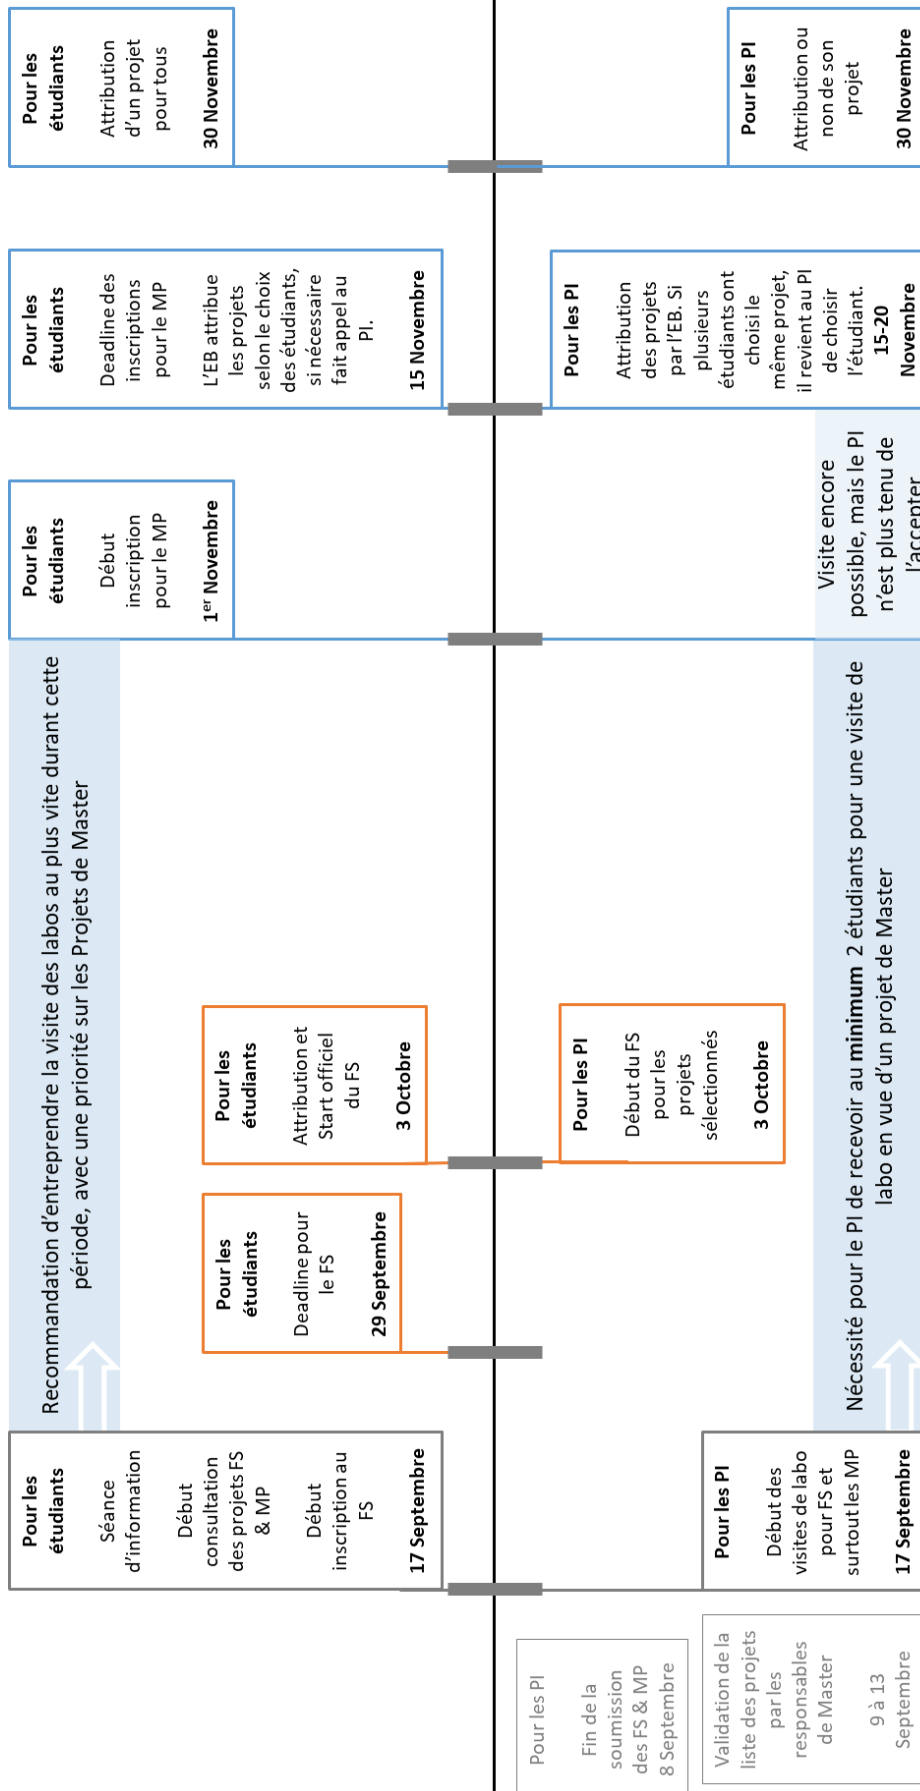 Pour les PI
Fin de la
soumission
des FS & MP
8 Septembre
Validation de la
liste des projets
par les
responsables
de Master
9 à 13
Septembre
Pour les
étudiants
Séance
d'information
Début
consultation
des projets FS
& MP
Début
inscription au
FS
17 Septembre
Pour les PI
Début des
visites de labo
pour FS et
surtout les MP
17 Septembre
Recommandation d'entreprendre la visite des labos au plus vite durant cette
période, avec une priorité sur les Projets de Master
Pour les
étudiants
Deadline pour
le FS
29 Septembre
Pour les
étudiants
Attribution et
Start officiel
du FS
3 Octobre
Pour les PI
Début du FS
pour les
projets
sélectionnés
3 Octobre
Nécessité pour le PI de recevoir au minimum 2 étudiants pour une visite de
labo en vue d'un projet de Master
Pour les
étudiants
Début
inscription
pour le MP
1er Novembre
Visite encore
possible, mais le PI
n'est plus tenu de
l'accepter
Pour les
étudiants
Deadline des
inscriptions
pour le MP
L'EB attribue
les projets
selon le choix
des étudiants,
si nécessaire
fait appel au
PI.
15 Novembre
Pour les PI
Attribution
des projets
par l'EB. Si
plusieurs
étudiants ont
choisi le
même projet,
il revient au PI
de choisir
l'étudiant.
15-20
Novembre
Pour les
étudiants
Attribution
d'un projet
pour tous
30 Novembre
Pour les PI
Attribution ou
non de son
projet
30 Novembre